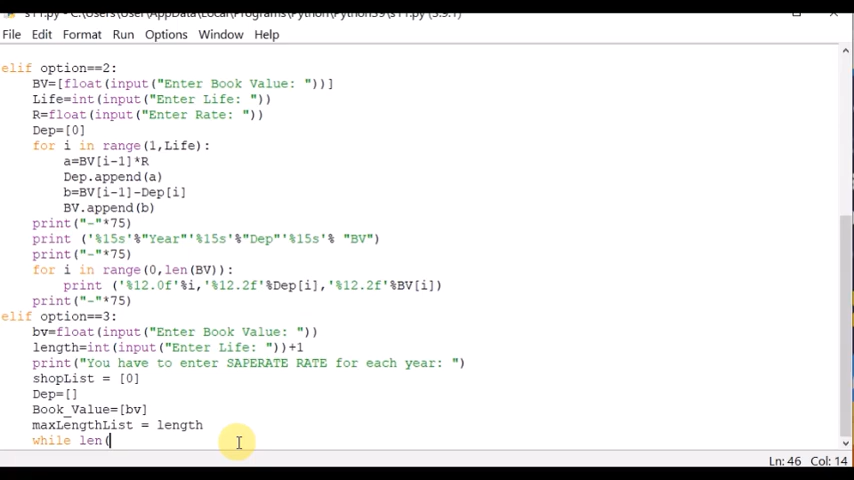 s11.py - C:\Users\User\AppData\Local\Programs\Python\Python39\s11.py (3.9.1)
File Edit Format Run Options Window Help
elif option==2:
    BV=[float(input("Enter Book Value: "))]
    Life=int(input("Enter Life: "))
    R=float(input("Enter Rate: "))
    Dep=[0]
    for i in range(1,Life):
        a=BV[i-1]*R
        Dep.append(a)
        b=BV[i-1]-Dep[i]
        BV.append(b)
    print("-"*75)
    print ('%15s'%"Year"'%15s'%"Dep"'%15s'% "BV")
    print("-"*75)
    for i in range(0,len(BV)):
        print ('%12.0f'%i,'%12.2f'%Dep[i],'%12.2f'%BV[i])
    print("-"*75)
elif option==3:
    bv=float(input("Enter Book Value: "))
    length=int(input("Enter Life: "))+1
    print("You have to enter SAPERATE RATE for each year: ")
    shopList = [0]
    Dep=[]
    Book_Value=[bv]
    maxLengthList = length
    while len(
Ln: 46 Col: 14